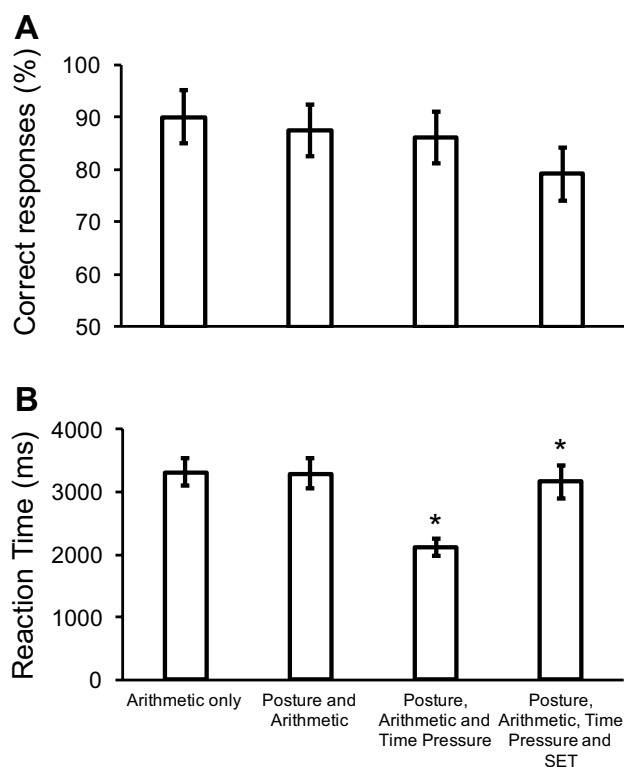 A
Correct responses (%)
100
90
80
70
60
50
B
Reaction Time (ms)
4000
3000
2000
1000
0
*
*
Arithmetic only
Posture and
Arithmetic
Posture,
Arithmetic and
Time Pressure
Posture,
Arithmetic, Time
Pressure and
SET